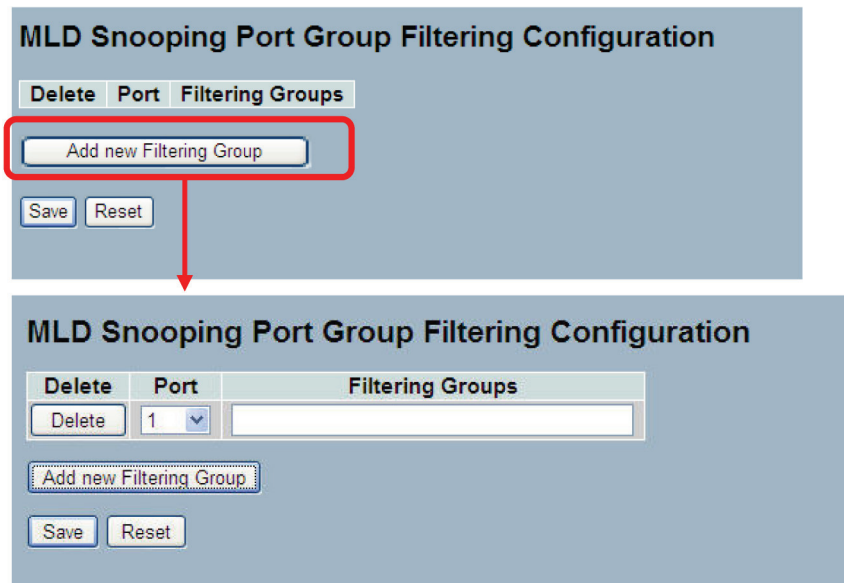 MLD Snooping Port Group Filtering Configuration
Delete Port Filtering Groups
Add new Filtering Group
Save Reset
MLD Snooping Port Group Filtering Configuration
Delete Port Filtering Groups
Delete 1
Add new Filtering Group
Save Reset